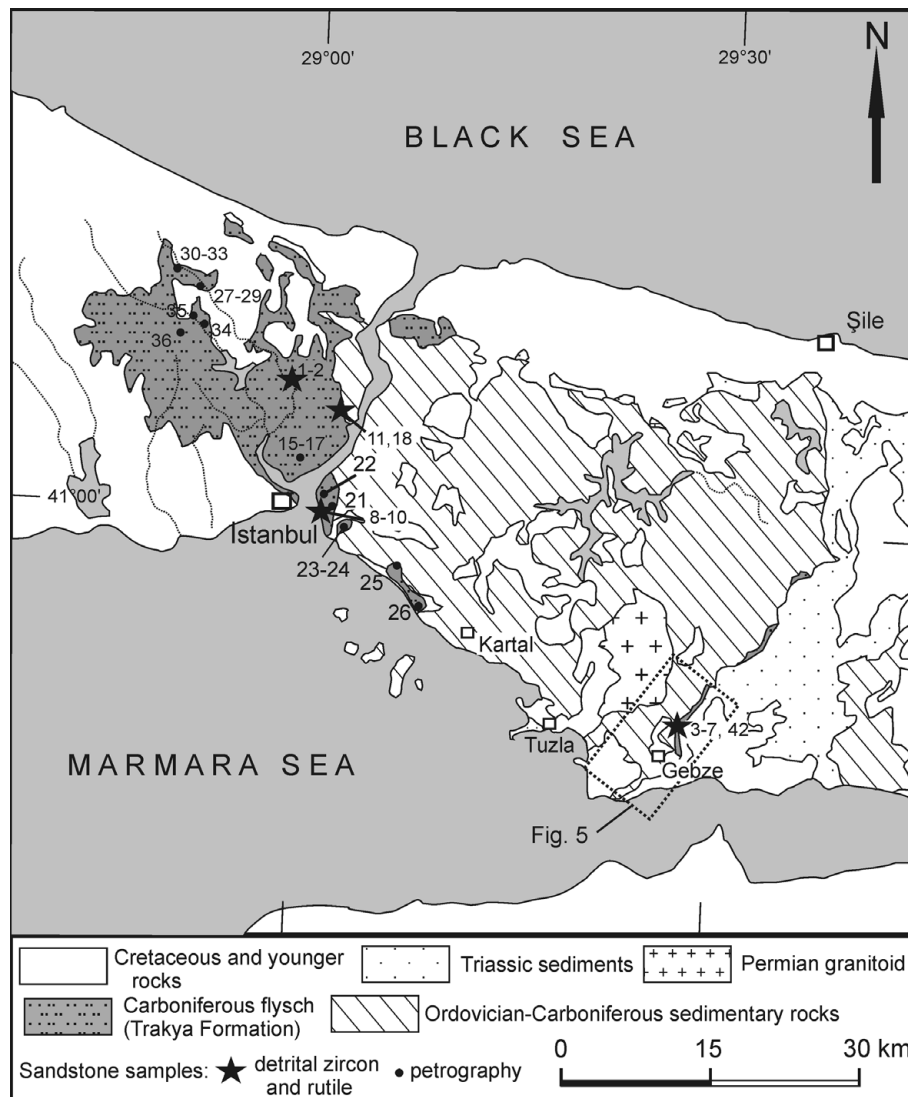 29°00'
29°30'
N
BLACK SEA
30-33
27-29
35
34
36
Şile
1-2
11,18
15-17
22
41°00'
21
Istanbul
8-10
23-24
25
26
Kartal
3-7, 42
Tuzla
MARMARA SEA
Gebze
Fig. 5
Cretaceous and younger
rocks
Triassic sediments
Permian granitoid
Carboniferous flysch
(Trakya Formation)
Ordovician-Carboniferous sedimentary rocks
Sandstone samples: detrital zircon
and rutile
petrography
0 15 30 km